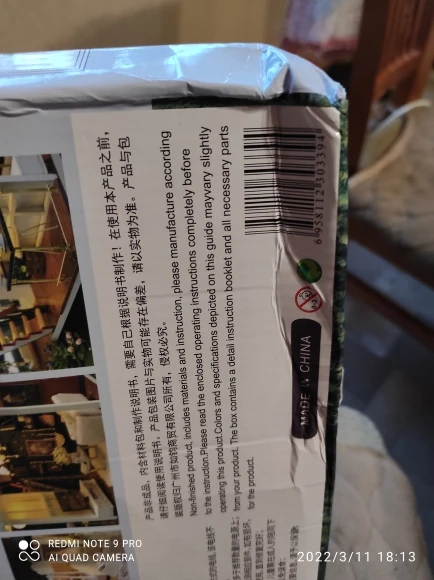 产品非成品，内含材料包和制作说明书，需要自己根据说明书制作！在使用本产品之前，
请仔细阅读使用说明书。产品包装图片与实物可能存在偏差，请以实物为准。产品与包
装版权归广州市如钧商贸有限公司所有，侵权必究。
Non-finished product, includes materials and instruction, please manufacture according
to the instruction.Please read the enclosed operating instructions completely before
operating this product.Colors and specifications depicted on this guide mayvary slightly
from your product. The box contains a detail instruction booklet and all necessary parts
for the product.
MADE IN CHINA
REDMI NOTE 9 PRO
AI QUAD CAMERA
2022/3/11 18:13